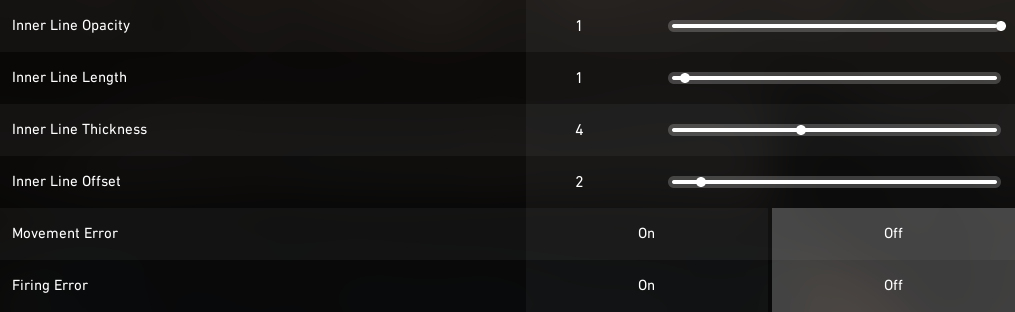 Inner Line Opacity 1
Inner Line Length 1
Inner Line Thickness 4
Inner Line Offset 2
Movement Error On Off
Firing Error On Off